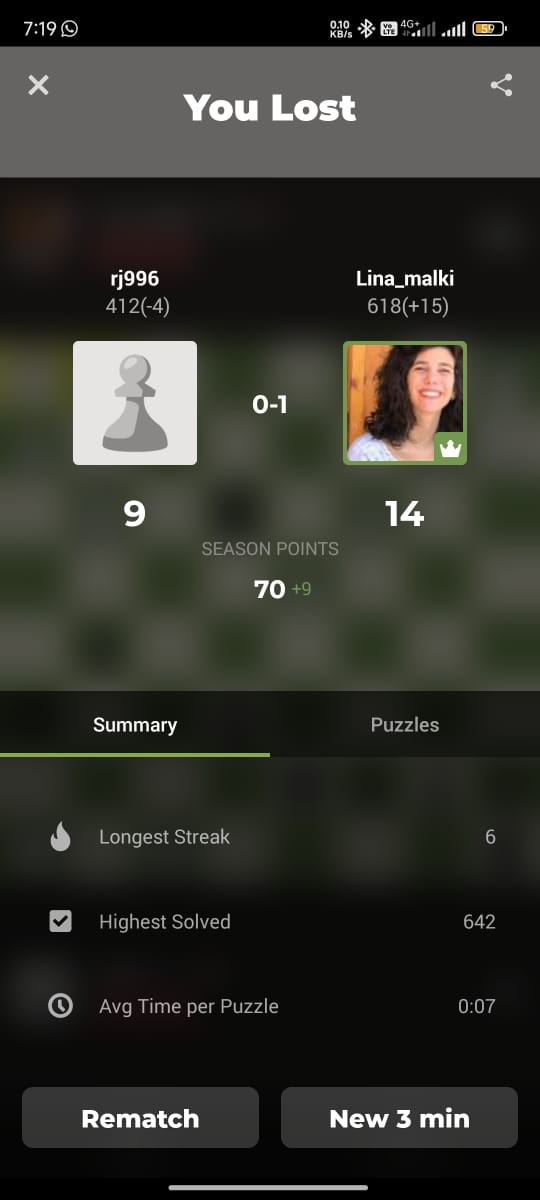 7:19
0.10 KB/s
Vo LTE
4G+
59
You Lost
rj996
412(-4)
Lina_malki
618(+15)
0-1
9
14
SEASON POINTS
70 +9
Summary
Puzzles
Longest Streak
6
Highest Solved
642
Avg Time per Puzzle
0:07
Rematch
New 3 min